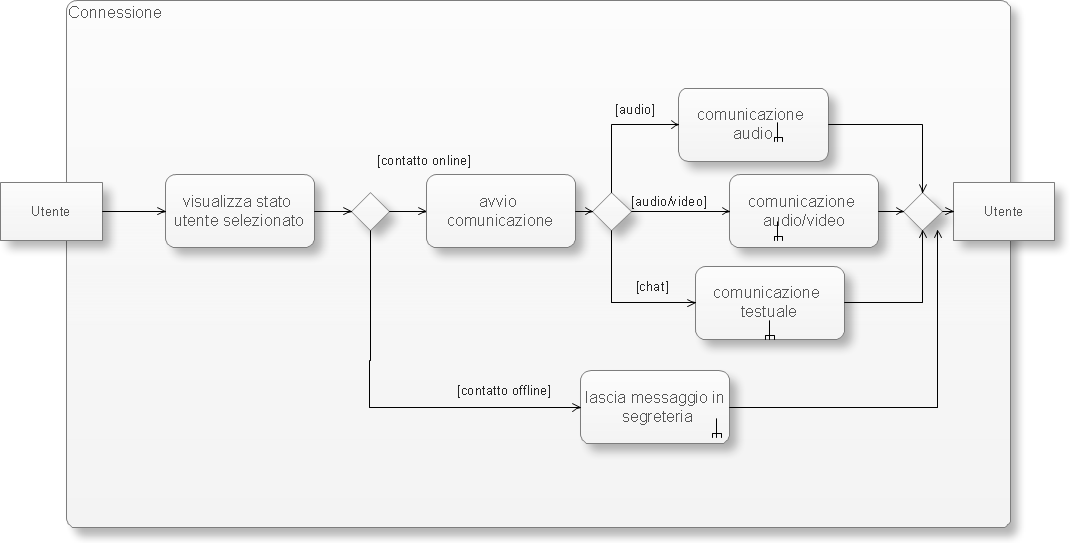 Connessione
Utente
visualizza stato
utente selezionato
[contatto online]
avvio
comunicazione
[audio]
comunicazione
audio
[audio/video]
comunicazione
audio/video
[chat]
comunicazione
testuale
[contatto offline]
lascia messaggio in
segreteria
Utente